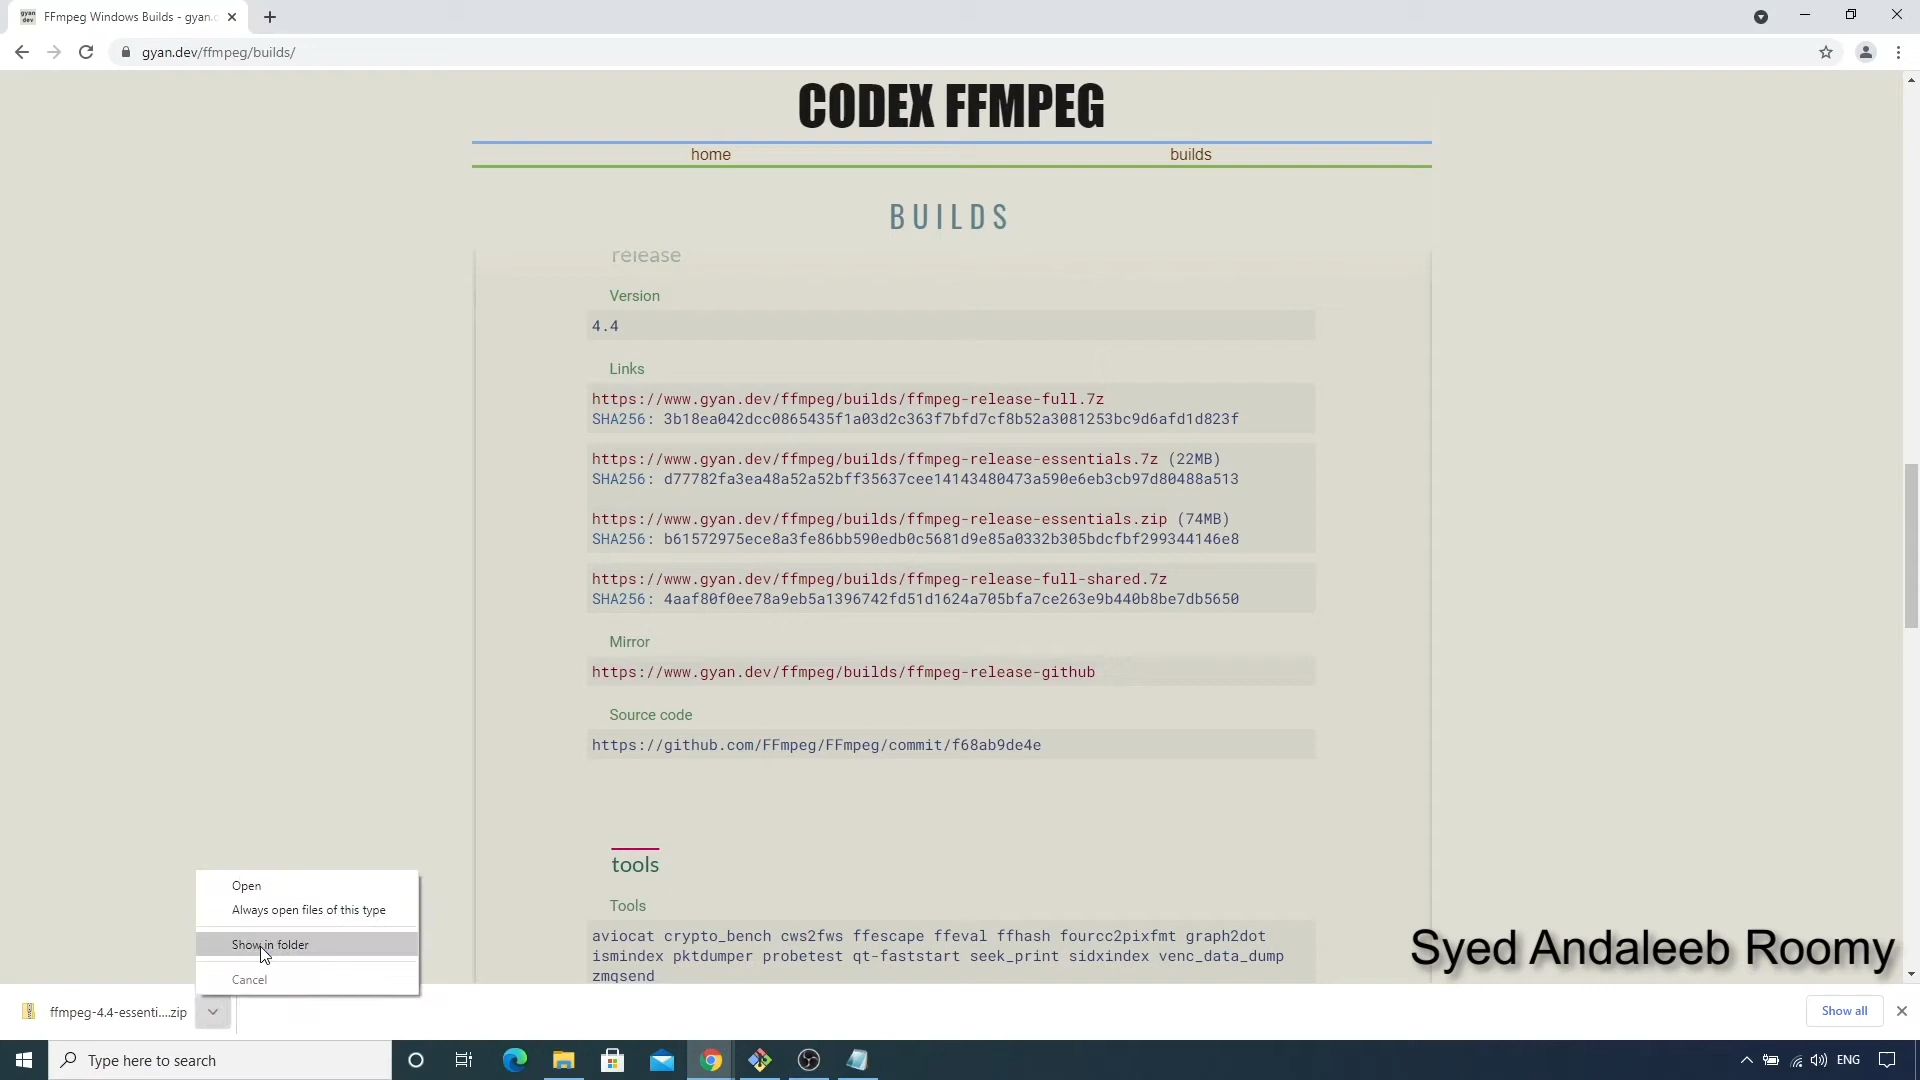 gyan dev
FFmpeg Windows Builds - gyan.d
gyan.dev/ffmpeg/builds/
CODEX FFMPEG
home
builds
BUILDS
release
Version
4.4
Links
https://www.gyan.dev/ffmpeg/builds/ffmpeg-release-full.7z
SHA256: 3b18ea042dcc0865435f1a03d2c363f7bfd7cf8b52a3081253bc9d6afd1d823f
https://www.gyan.dev/ffmpeg/builds/ffmpeg-release-essentials.7z (22MB)
SHA256: d77782fa3ea48a52a52bff35637cee14143480473a590e6eb3cb97d80488a513
https://www.gyan.dev/ffmpeg/builds/ffmpeg-release-essentials.zip (74MB)
SHA256: b61572975ece8a3fe86bb590edb0c5681d9e85a0332b305bdcfbf299344146e8
https://www.gyan.dev/ffmpeg/builds/ffmpeg-release-full-shared.7z
SHA256: 4aaf80f0ee78a9eb5a1396742fd51d1624a705bfa7ce263e9b440b8be7db5650
Mirror
https://www.gyan.dev/ffmpeg/builds/ffmpeg-release-github
Source code
https://github.com/FFmpeg/FFmpeg/commit/f68ab9de4e
tools
Tools
aviocat crypto_bench cws2fws ffescape ffeval ffhash fourcc2pixfmt graph2dot
ismindex pktdumper probetest qt-faststart seek_print sidxindex venc_data_dump
zmqsend
Open
Always open files of this type
Show in folder
Cancel
Syed Andaleeb Roomy
ffmpeg-4.4-essenti....zip
Show all
Type here to search
ENG